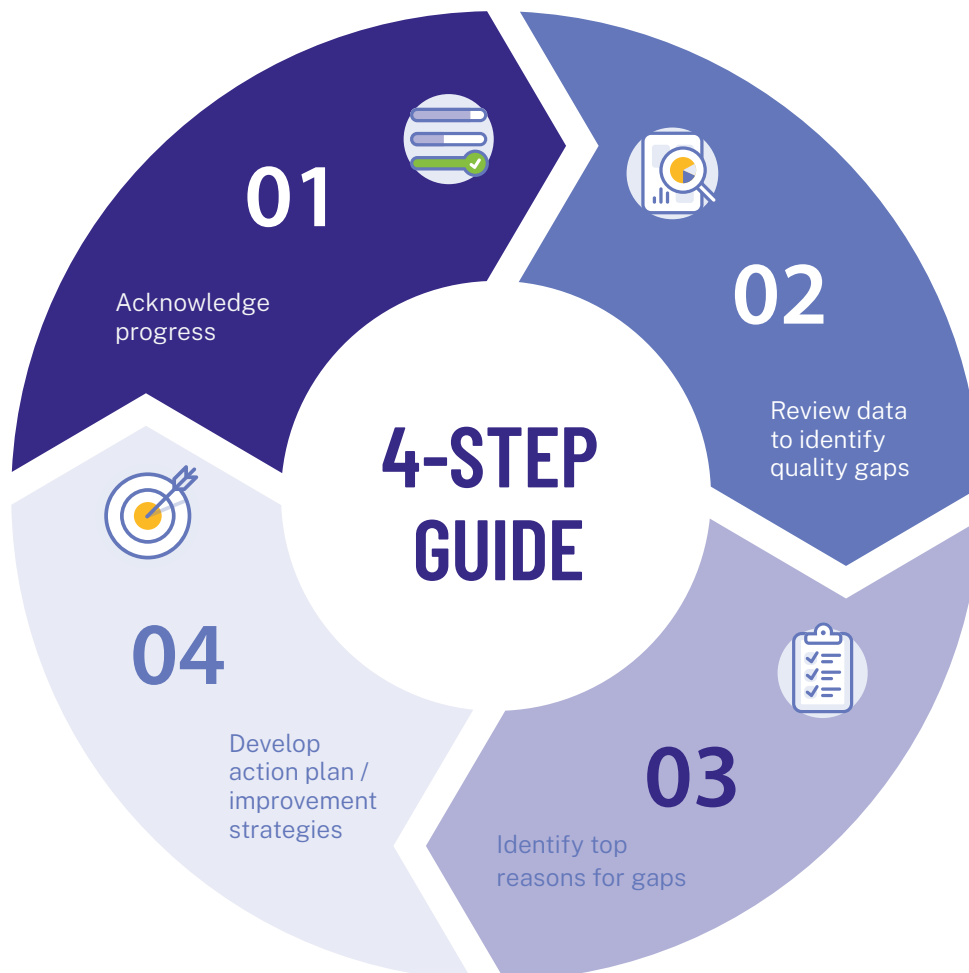 01
Acknowledge
progress
02
Review data
to identify
quality gaps
4-STEP
GUIDE
03
Identify top
reasons for gaps
04
Develop
action plan /
improvement
strategies